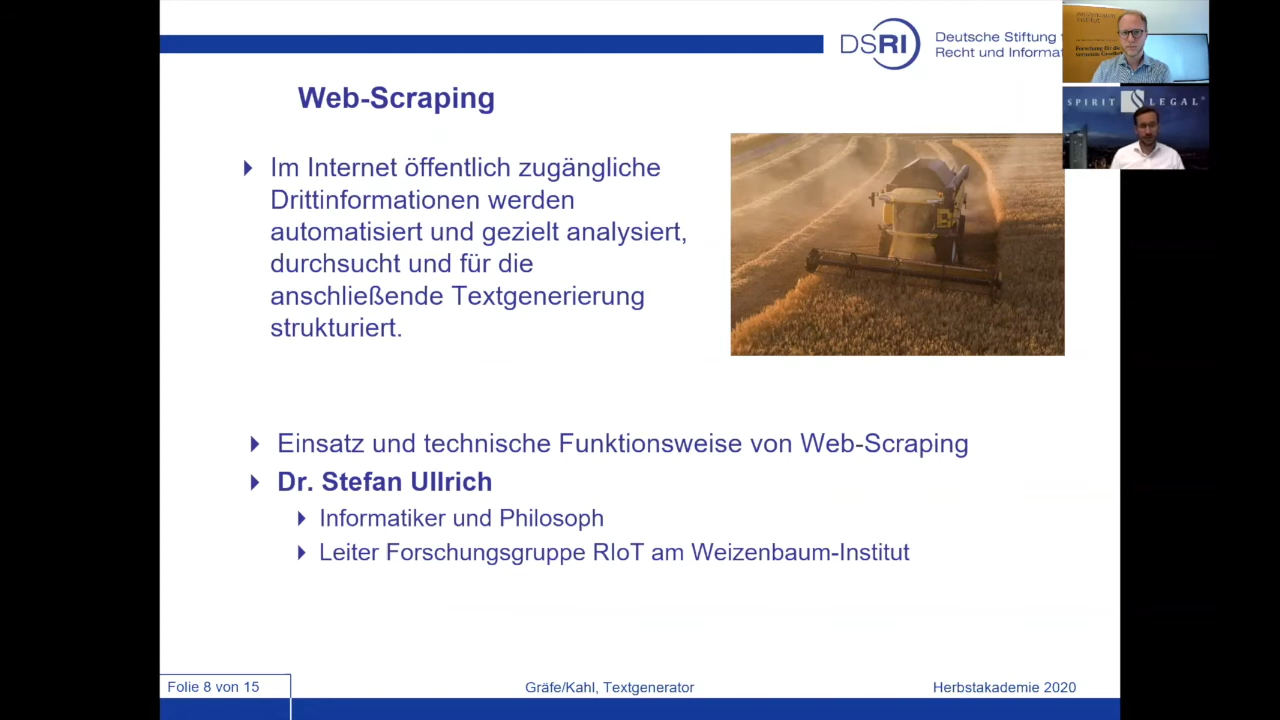 DSRI
Deutsche Stiftung
Recht und Informa
SPIRIT LEGAL
Web-Scraping
Im Internet öffentlich zugängliche
Drittinformationen werden
automatisiert und gezielt analysiert,
durchsucht und für die
anschließende Textgenerierung
strukturiert.
Einsatz und technische Funktionsweise von Web-Scraping
Dr. Stefan Ullrich
Informatiker und Philosoph
Leiter Forschungsgruppe RIoT am Weizenbaum-Institut
Folie 8 von 15
Gräfe/Kahl, Textgenerator
Herbstakademie 2020